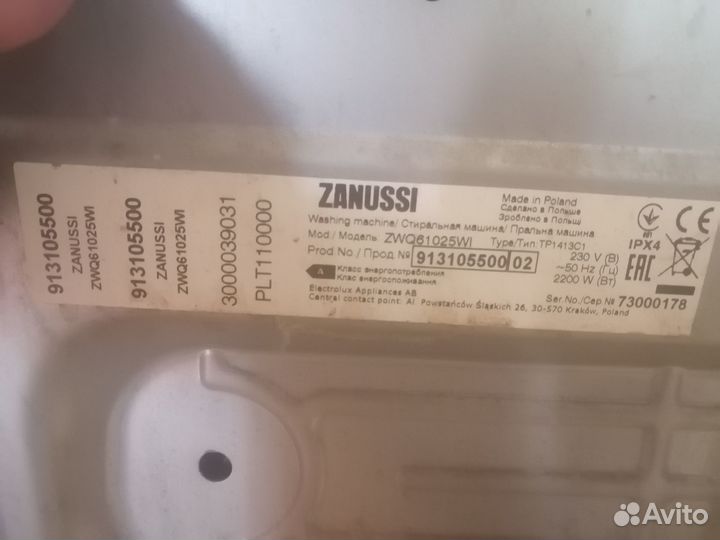 913105500
ZANUSSI
ZWQ61025WI
913105500
ZANUSSI
ZWQ61025WI
3000039031
PLT110000
ZANUSSI
Made in Poland
Сделано в Польше
Зроблено в Польщі
Washing machine/ Стиральная машина/ Пральна машина
Mod / Модель ZWQ61025WI Type/Тип: TP1413C1
Prod No / Прод № 913105500 02
230 V (В)
~50 Hz (Гц)
2200 W (Вт)
A Класс энергопотребления
Electrolux Appliances AB
Central contact point: Al. Powstańców Śląskich 26, 30-570 Kraków, Poland
Ser.No./Сер.№ 73000178
IPX4
CE
EAC
Avito